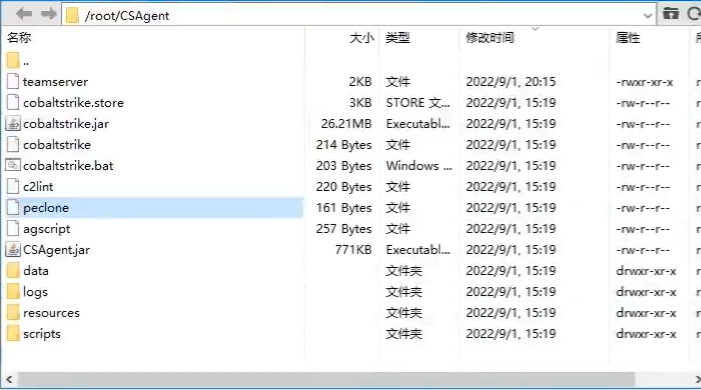 /root/CSAgent
名称 大小 类型 修改时间 属性
..
teamserver 2KB 文件 2022/9/1, 20:15 -rwxr-xr-x r
cobaltstrike.store 3KB STORE 文... 2022/9/1, 15:19 -rw-r--r-- r
cobaltstrike.jar 26.21MB Executabl... 2022/9/1, 15:19 -rw-r--r-- r
cobaltstrike 214 Bytes 文件 2022/9/1, 15:19 -rw-r--r-- r
cobaltstrike.bat 203 Bytes Windows ... 2022/9/1, 15:19 -rw-r--r-- r
c2lint 220 Bytes 文件 2022/9/1, 15:19 -rw-r--r-- r
peclone 161 Bytes 文件 2022/9/1, 15:19 -rw-r--r-- r
agscript 257 Bytes 文件 2022/9/1, 15:19 -rw-r--r-- r
CSAgent.jar 771KB Executabl... 2022/9/1, 15:19 -rw-r--r-- r
data 文件夹 2022/9/1, 15:19 drwxr-xr-x r
logs 文件夹 2022/9/1, 15:19 drwxr-xr-x r
resources 文件夹 2022/9/1, 15:19 drwxr-xr-x r
scripts 文件夹 2022/9/1, 15:19 drwxr-xr-x r